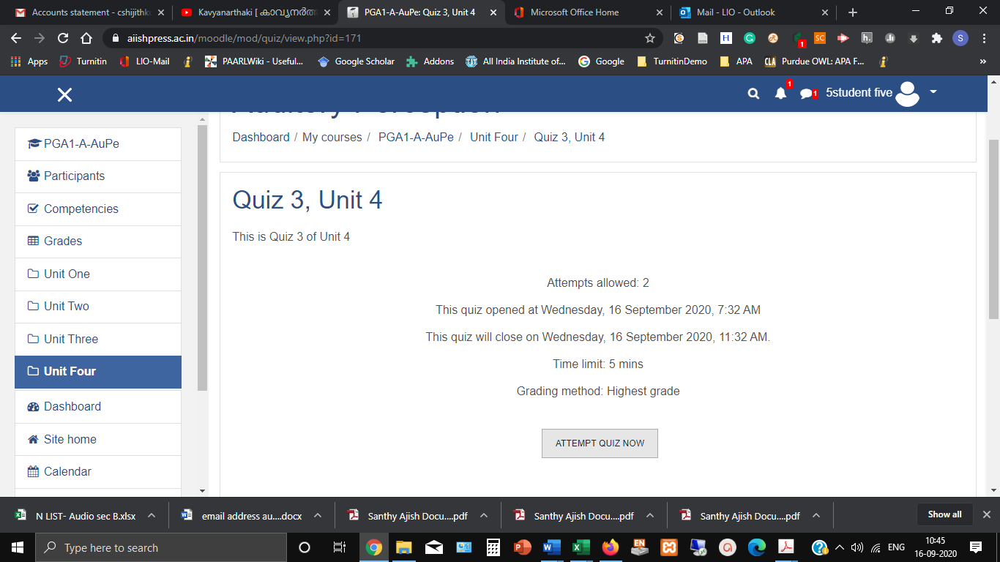 Accounts statement - cshijithk
Kavyanarthaki [ കാവ്യനർത്ത
PGA1-A-AuPe: Quiz 3, Unit 4
Microsoft Office Home
Mail - LIO - Outlook
aiishpress.ac.in/moodle/mod/quiz/view.php?id=171
Apps
Turnitin
LIO-Mail
PAARLWiki - Useful...
Google Scholar
Addons
All India Institute of...
Google
TurnitinDemo
APA
Purdue OWL: APA F...
5student five
Auditory Perception
Dashboard / My courses / PGA1-A-AuPe / Unit Four / Quiz 3, Unit 4
PGA1-A-AuPe
Participants
Competencies
Grades
Unit One
Unit Two
Unit Three
Unit Four
Dashboard
Site home
Calendar
Quiz 3, Unit 4
This is Quiz 3 of Unit 4
Attempts allowed: 2
This quiz opened at Wednesday, 16 September 2020, 7:32 AM
This quiz will close on Wednesday, 16 September 2020, 11:32 AM.
Time limit: 5 mins
Grading method: Highest grade
ATTEMPT QUIZ NOW
N LIST- Audio sec B.xlsx
email address au....docx
Santhy Ajish Docu....pdf
Santhy Ajish Docu....pdf
Santhy Ajish Docu....pdf
Show all
Type here to search
ENG
10:45
16-09-2020